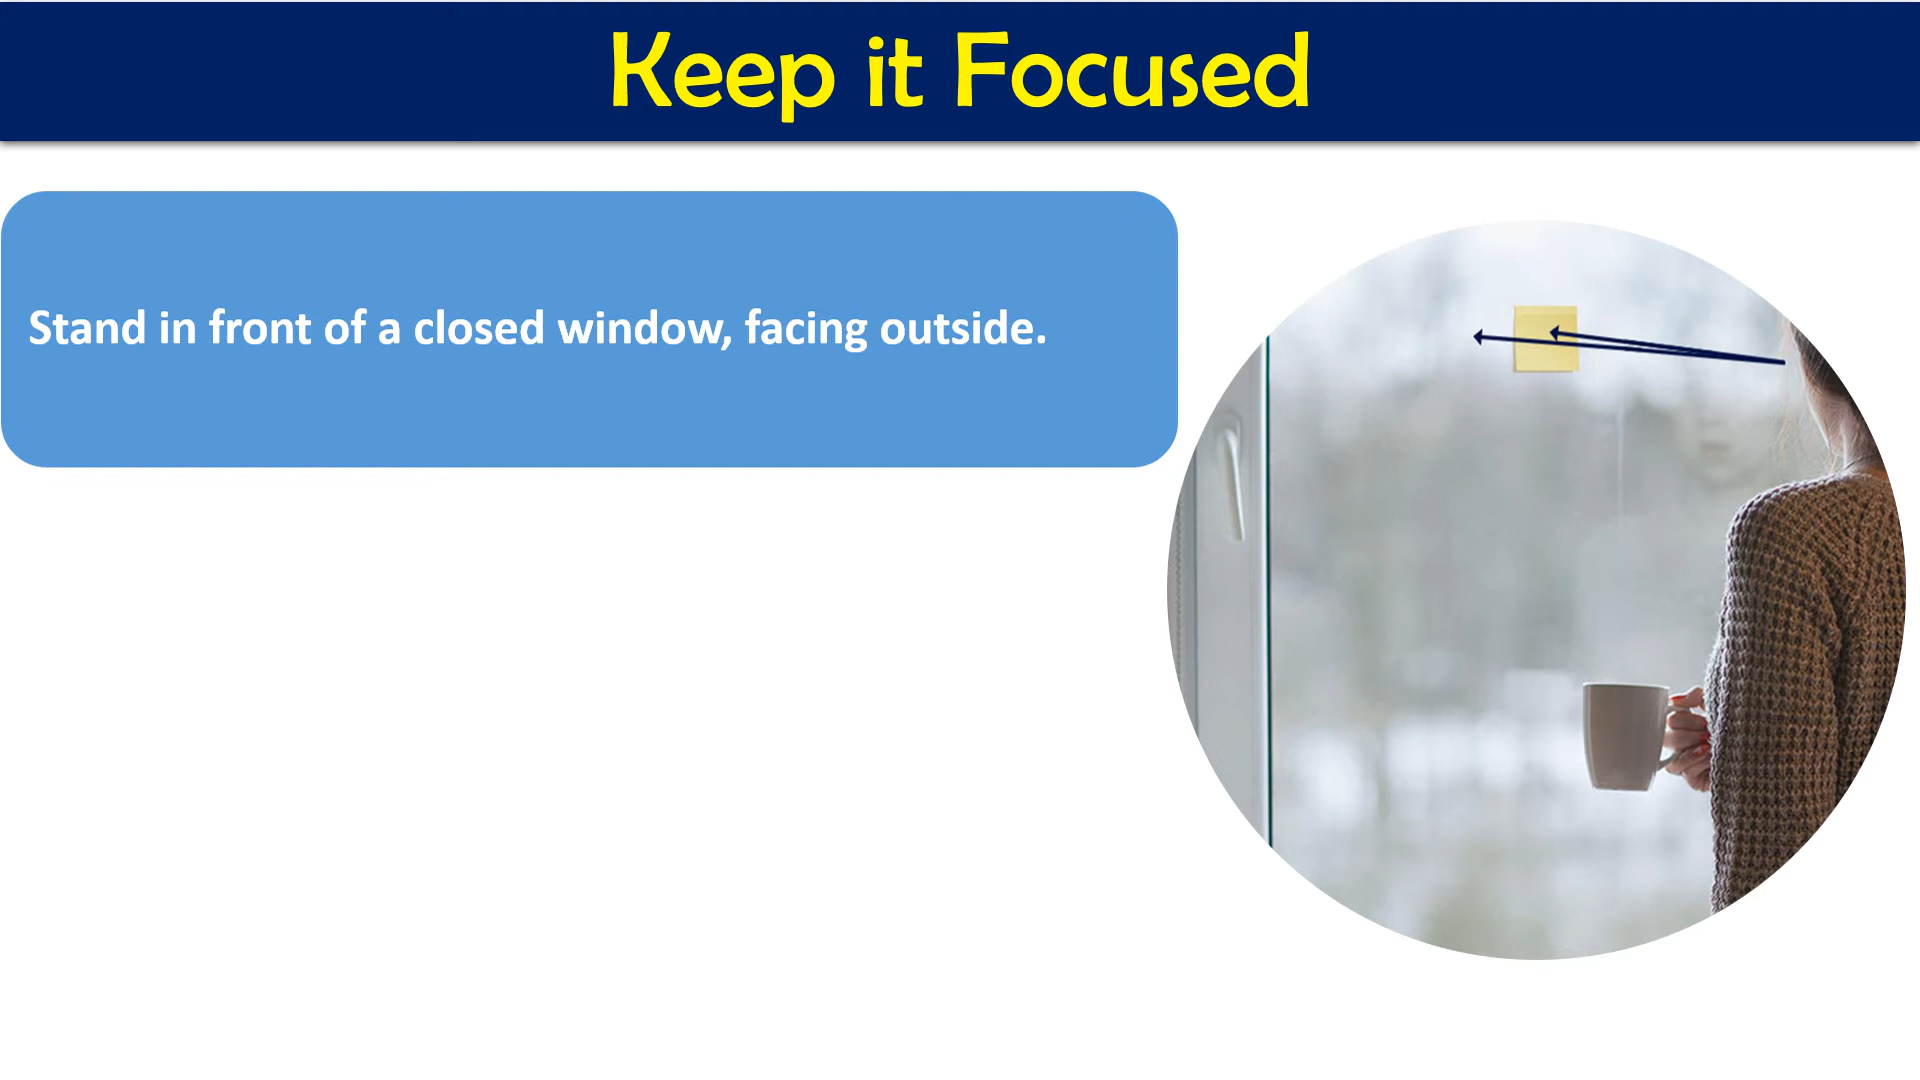 Keep it Focused
Stand in front of a closed window, facing outside.